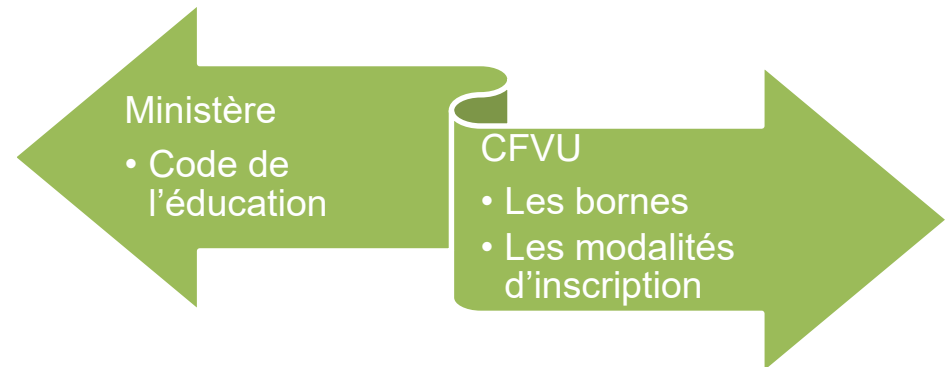 Ministère
• Code de
l’éducation
CFVU
• Les bornes
• Les modalités
d’inscription